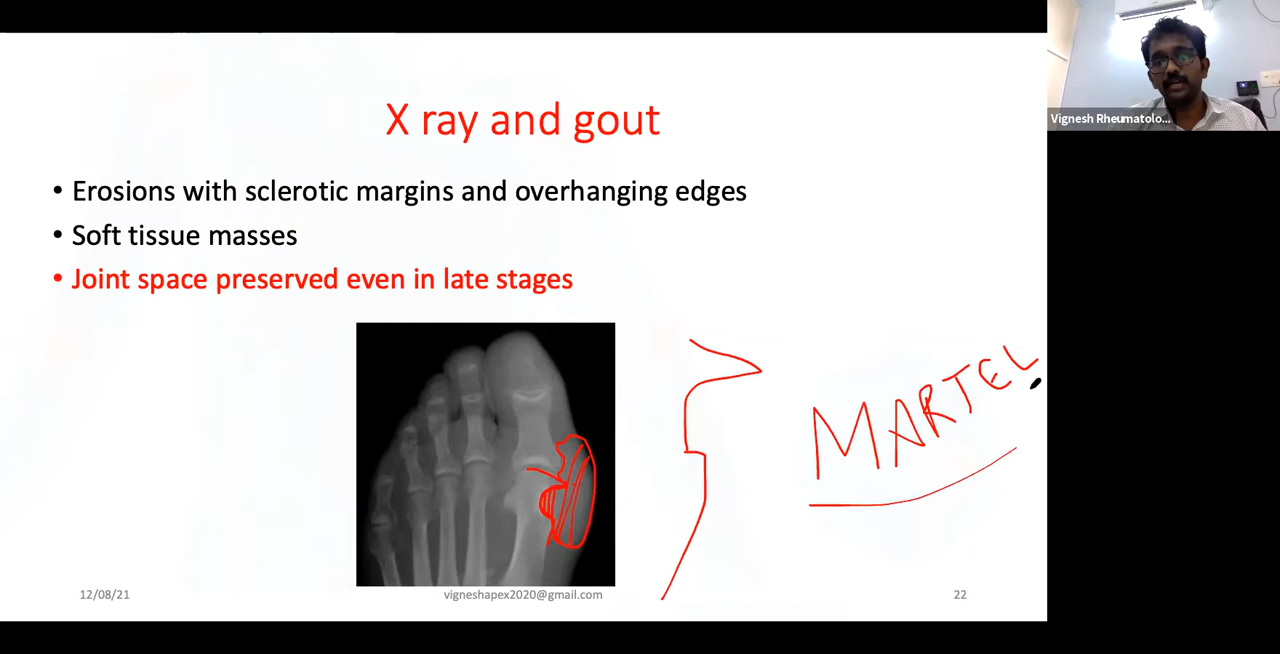 X ray and gout
• Erosions with sclerotic margins and overhanging edges
• Soft tissue masses
• Joint space preserved even in late stages
MARTEL
12/08/21
vigneshapex2020@gmail.com
22
Vignesh Rheumatolo...